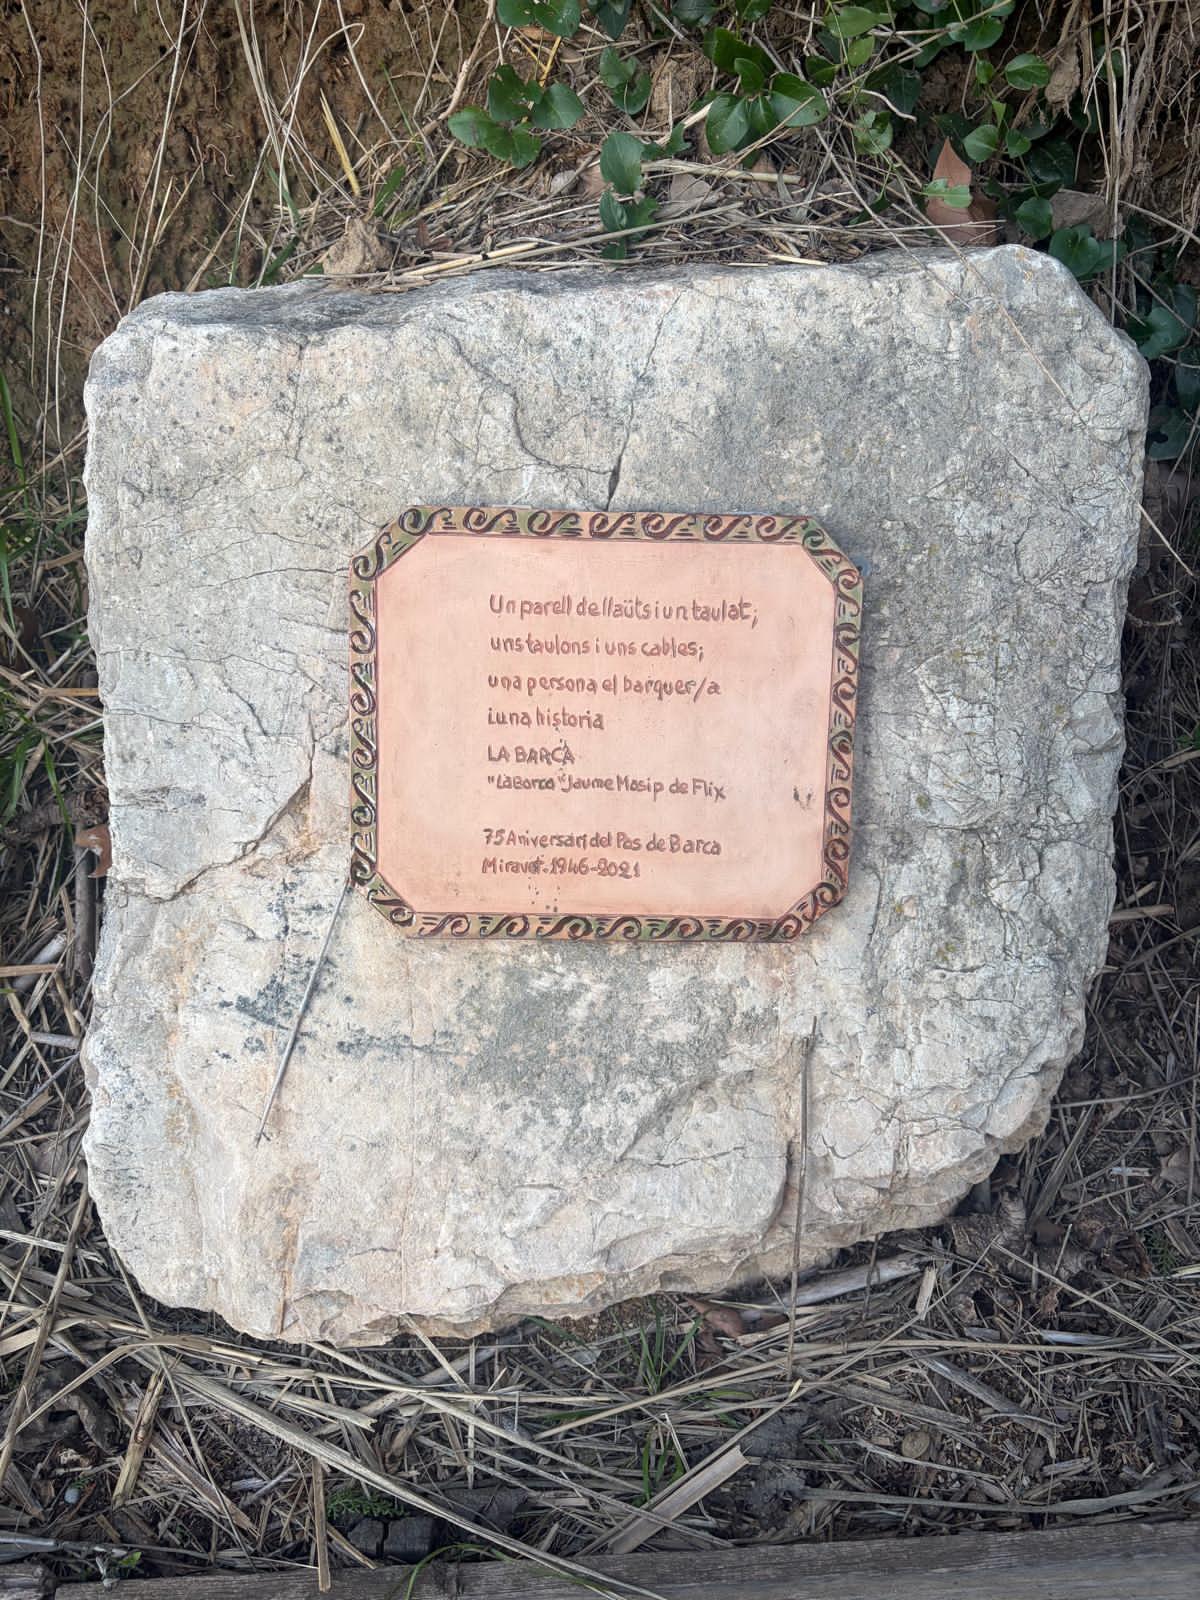 Un parell de llaüts i un taulat;
uns taulons i uns cables;
una persona el barquer/a
i una història
LA BARCA
"La Barca" Jaume Masip de Flix
75 Aniversari del Pas de Barca
Miravet. 1946-2021